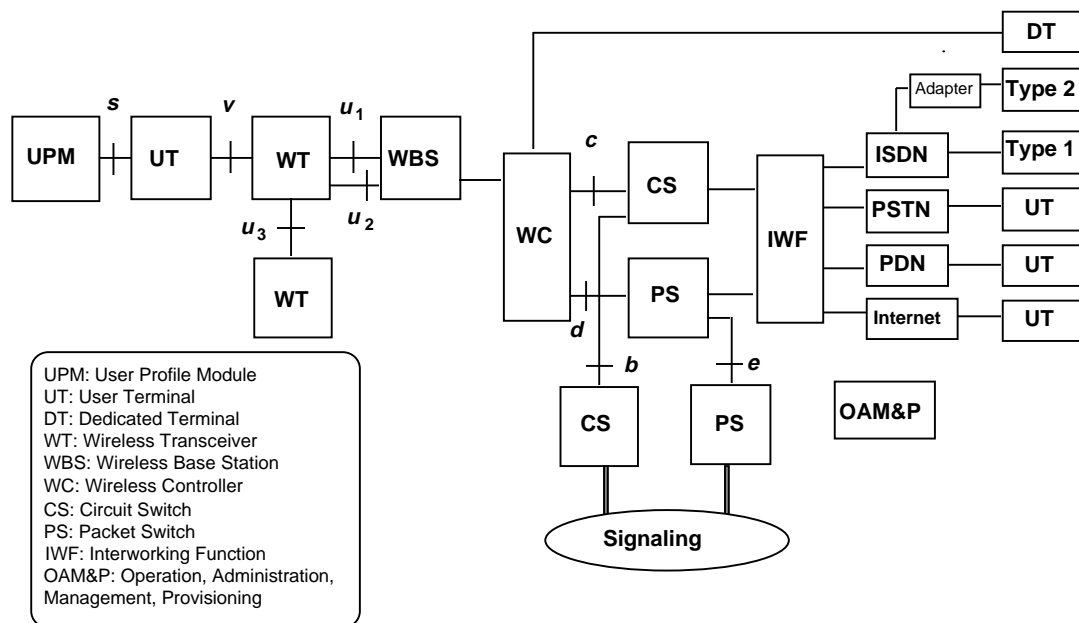 DT
Adapter
Type 2
s
v
u1
UPM
UT
WT
WBS
c
ISDN
Type 1
CS
u2
u3
WC
IWF
PSTN
UT
PDN
UT
WT
PS
d
Internet
UT
b
e
UPM: User Profile Module
UT: User Terminal
DT: Dedicated Terminal
WT: Wireless Transceiver
WBS: Wireless Base Station
WC: Wireless Controller
CS: Circuit Switch
PS: Packet Switch
IWF: Interworking Function
OAM&P: Operation, Administration,
Management, Provisioning
CS
PS
OAM&P
Signaling